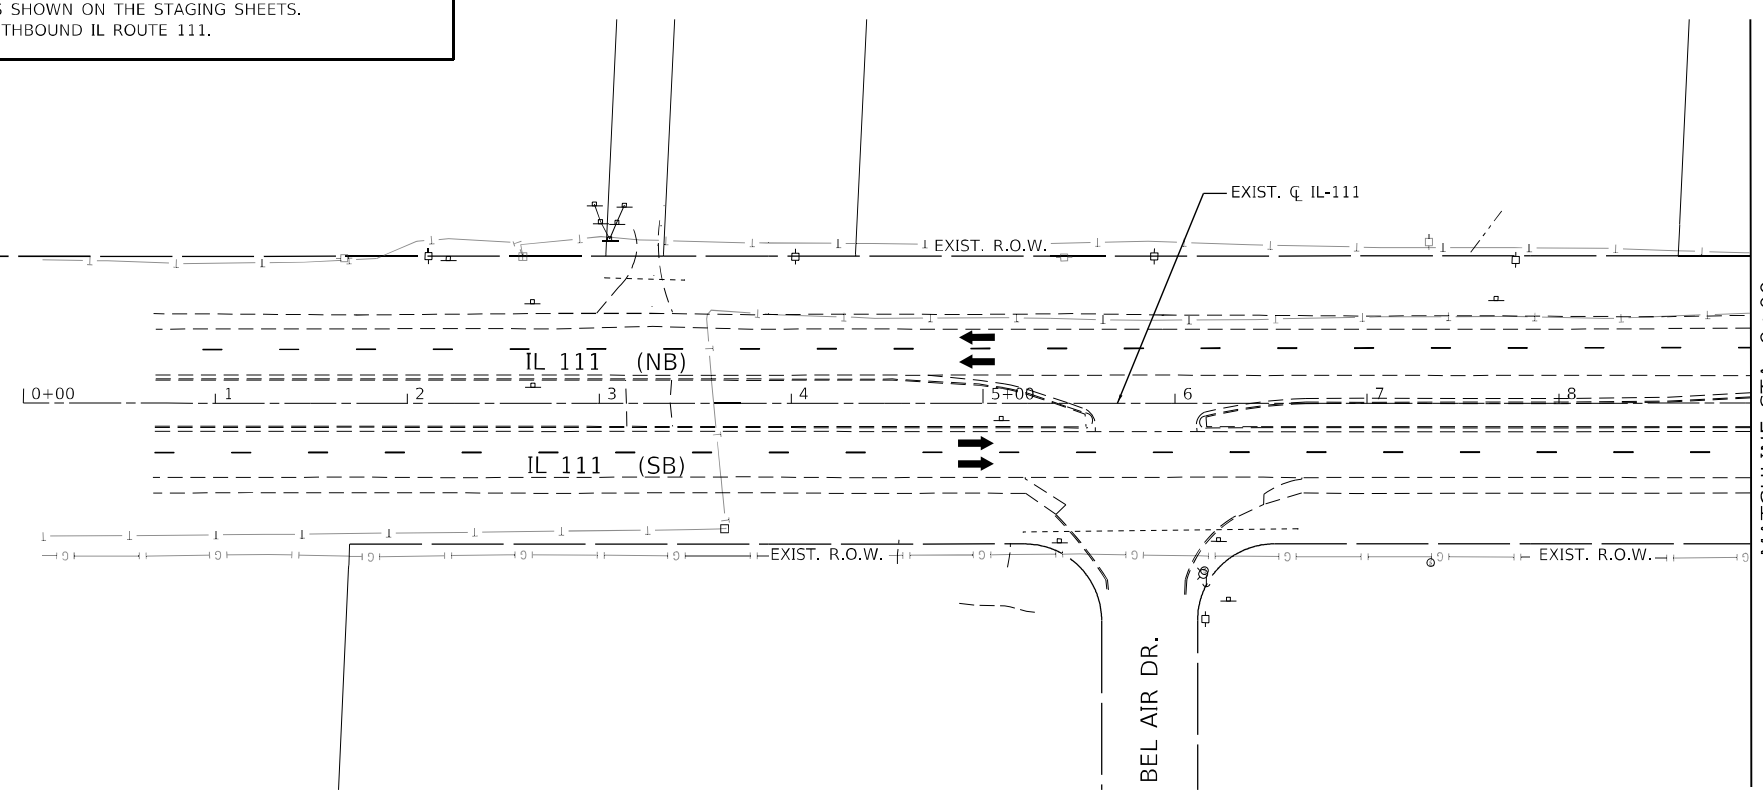 SHOWN ON THE STAGING SHEETS.
IL ROUTE 111.
EXIST. ℄ IL-111
EXIST. R.O.W.
IL 111 (NB)
0+00 1 2 3 4 5+00 6 7 8
IL 111 (SB)
EXIST. R.O.W.
EXIST. R.O.W.
BEL AIR DR.